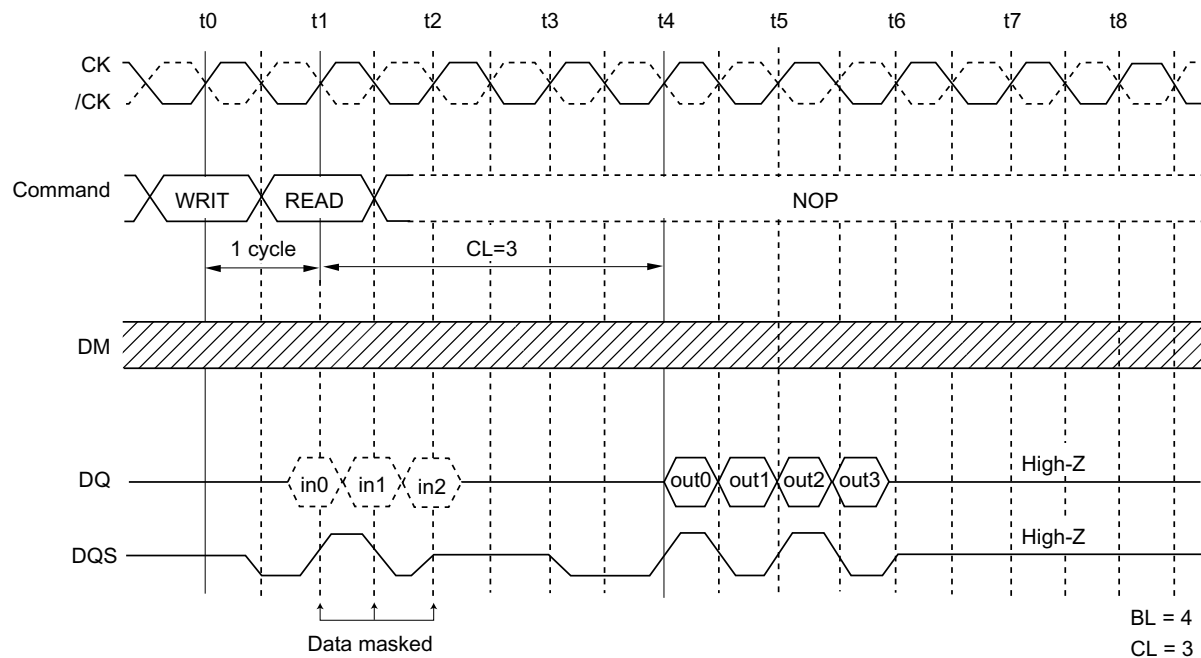 t0 t1 t2 t3 t4 t5 t6 t7 t8
CK
/CK
Command WRIT READ NOP
1 cycle CL=3
DM
DQ in0 in1 in2 out0 out1 out2 out3 High-Z
DQS High-Z
Data masked
BL = 4
CL = 3